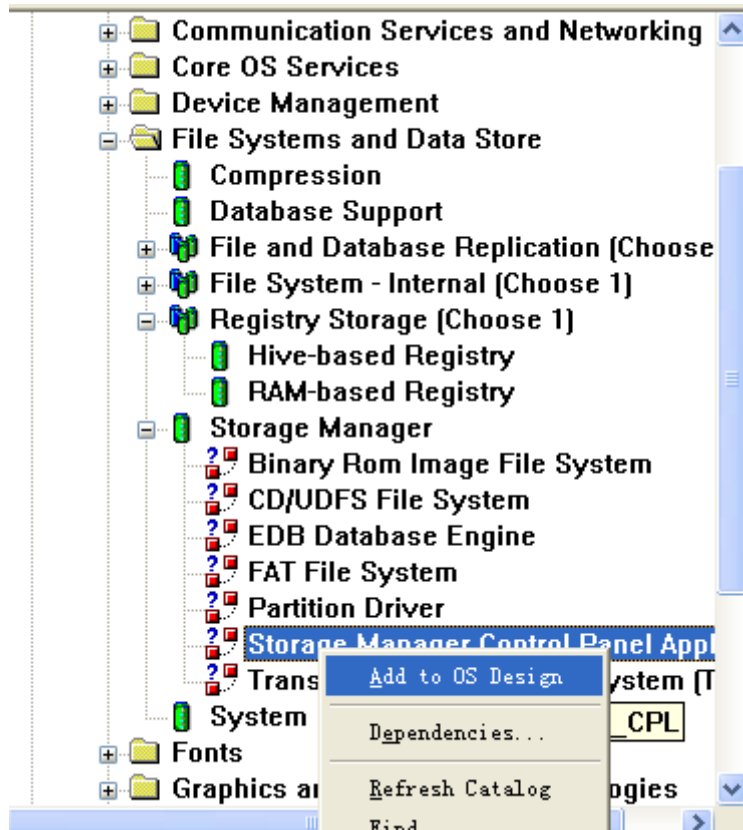 Communication Services and Networking
Core OS Services
Device Management
File Systems and Data Store
Compression
Database Support
File and Database Replication (Choose
File System - Internal (Choose 1)
Registry Storage (Choose 1)
Hive-based Registry
RAM-based Registry
Storage Manager
Binary Rom Image File System
CD/UDFS File System
EDB Database Engine
FAT File System
Partition Driver
Storage Manager Control Panel Appl
Add to OS Design
Trans ystem (T
System _CPL
Dependencies...
Fonts
Graphics an ogies
Refresh Catalog
Find